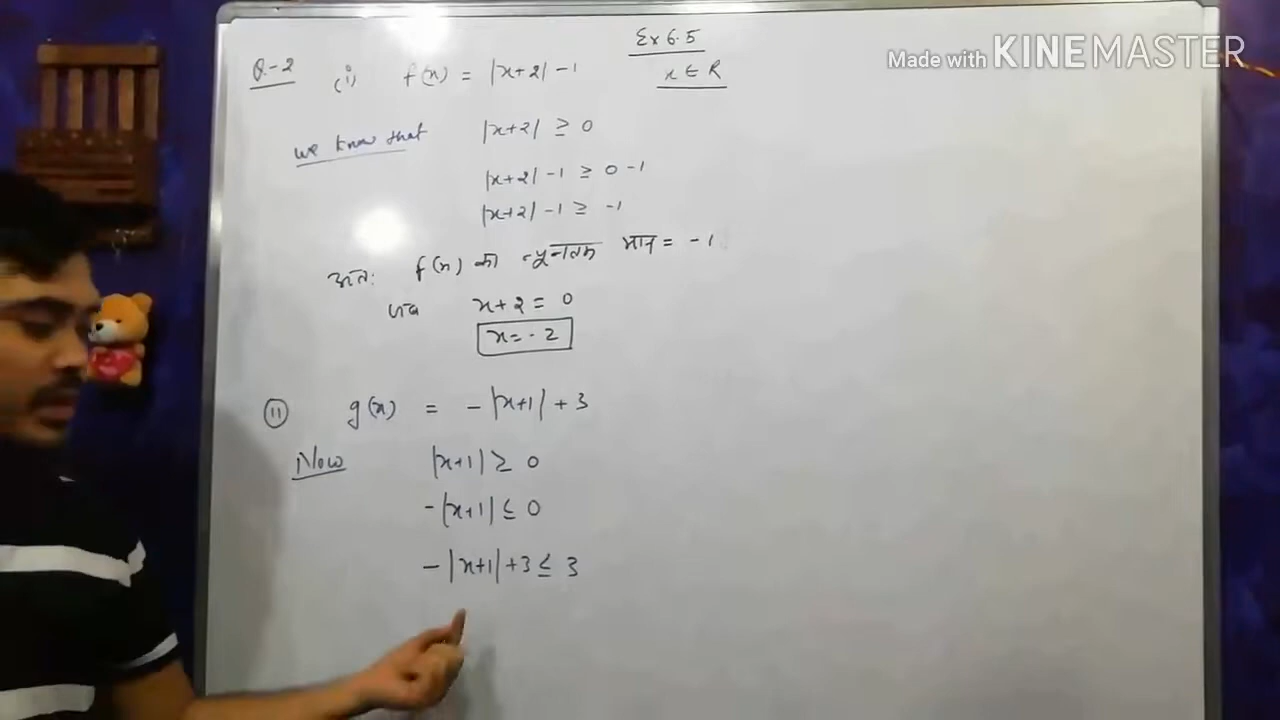 Ex 6.5
Made with KINEMASTER
Q-2 (i) f(x) = |x+2| -1
x ∈ R
we know that |x+2| ≥ 0
|x+2| -1 ≥ 0 -1
|x+2| -1 ≥ -1
अतः f(x) का न्यूनतम मान = -1
जब x+2 = 0
x = -2
(ii) g(x) = -|x+1| + 3
Now |x+1| ≥ 0
-|x+1| ≤ 0
-|x+1| +3 ≤ 3